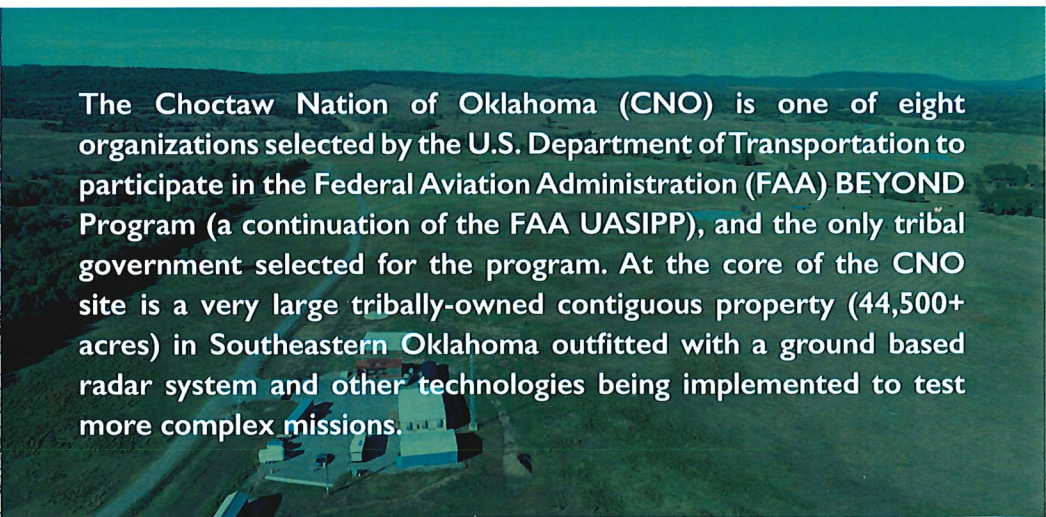 The Choctaw Nation of Oklahoma (CNO) is one of eight
organizations selected by the U.S. Department of Transportation to
participate in the Federal Aviation Administration (FAA) BEYOND
Program (a continuation of the FAA UASIPP), and the only tribal
government selected for the program. At the core of the CNO
site is a very large tribally-owned contiguous property (44,500+
acres) in Southeastern Oklahoma outfitted with a ground based
radar system and other technologies being implemented to test
more complex missions.